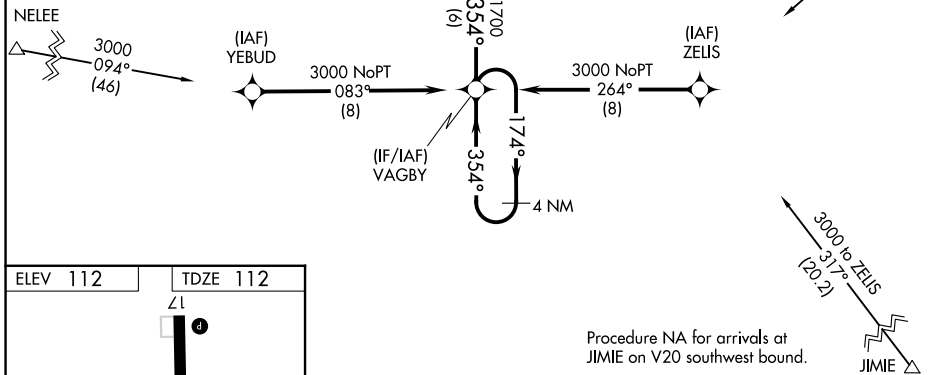 NELEE
3000
094°
(46)
(IAF)
YEBUD
3000 NoPT
083°
(8)
1700
354°
(6)
(IAF)
ZELIS
3000 NoPT
264°
(8)
(IF/IAF)
VAGBY
354°
174°
4 NM
3000 to ZELIS
317°
(20.2)
JIMIE
Procedure NA for arrivals at
JIMIE on V20 southwest bound.
ELEV 112
TDZE 112
17
P